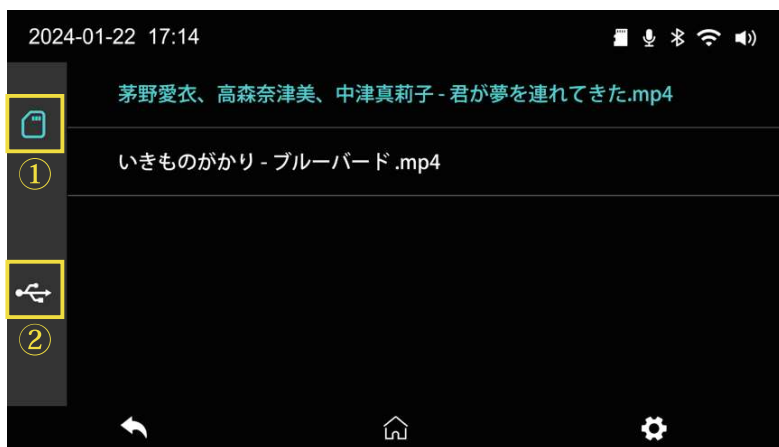 2024-01-22 17:14
茅野愛衣、高森奈津美、中津真莉子 - 君が夢を連れてきた.mp4
①
いきものがかり - ブルーバード .mp4
②